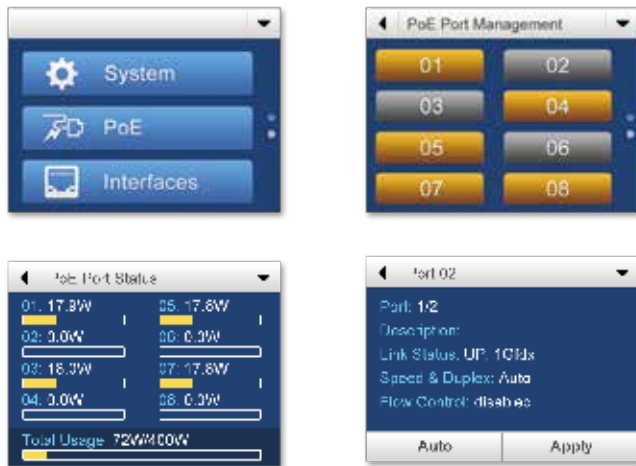 System
PoE
Interfaces
PoE Port Management
01 02
03 04
05 06
07 08
PoE Port Status
01: 17.9W 05: 17.8W
02: 0.0W 06: 0.0W
03: 18.0W 07: 17.8W
04: 0.0W 08: 0.0W
Total Usage 72W/400W
Port 02
Port: 1/2
Description:
Link Status: UP, 1Gfdx
Speed & Duplex: Auto
Flow Control: disabled
Auto Apply